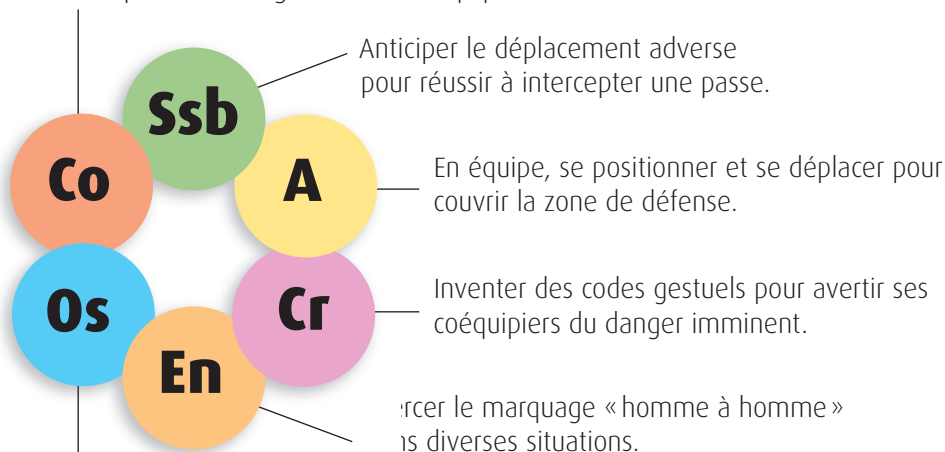 Ssb
Anticiper le déplacement adverse
pour réussir à intercepter une passe.
Co
A
En équipe, se positionner et se déplacer pour
couvrir la zone de défense.
Os
Cr
Inventer des codes gestuels pour avertir ses
coéquipiers du danger imminent.
En
le marquage « homme à homme »
diverses situations.